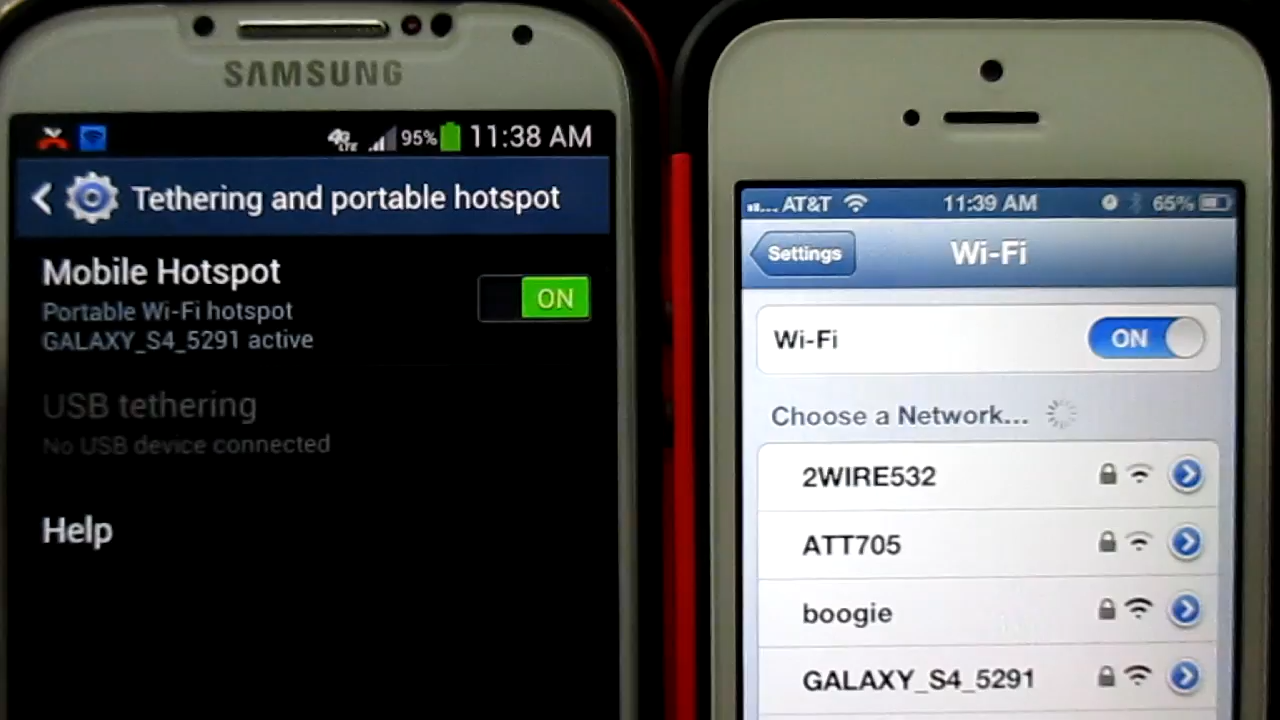 SAMSUNG
4G LTE 95% 11:38 AM
Tethering and portable hotspot
Mobile Hotspot
Portable Wi-Fi hotspot
GALAXY_S4_5291 active
ON
USB tethering
No USB device connected
Help
AT&T 11:39 AM 65%
Settings
Wi-Fi
Wi-Fi
ON
Choose a Network...
2WIRE532
ATT705
boogie
GALAXY_S4_5291